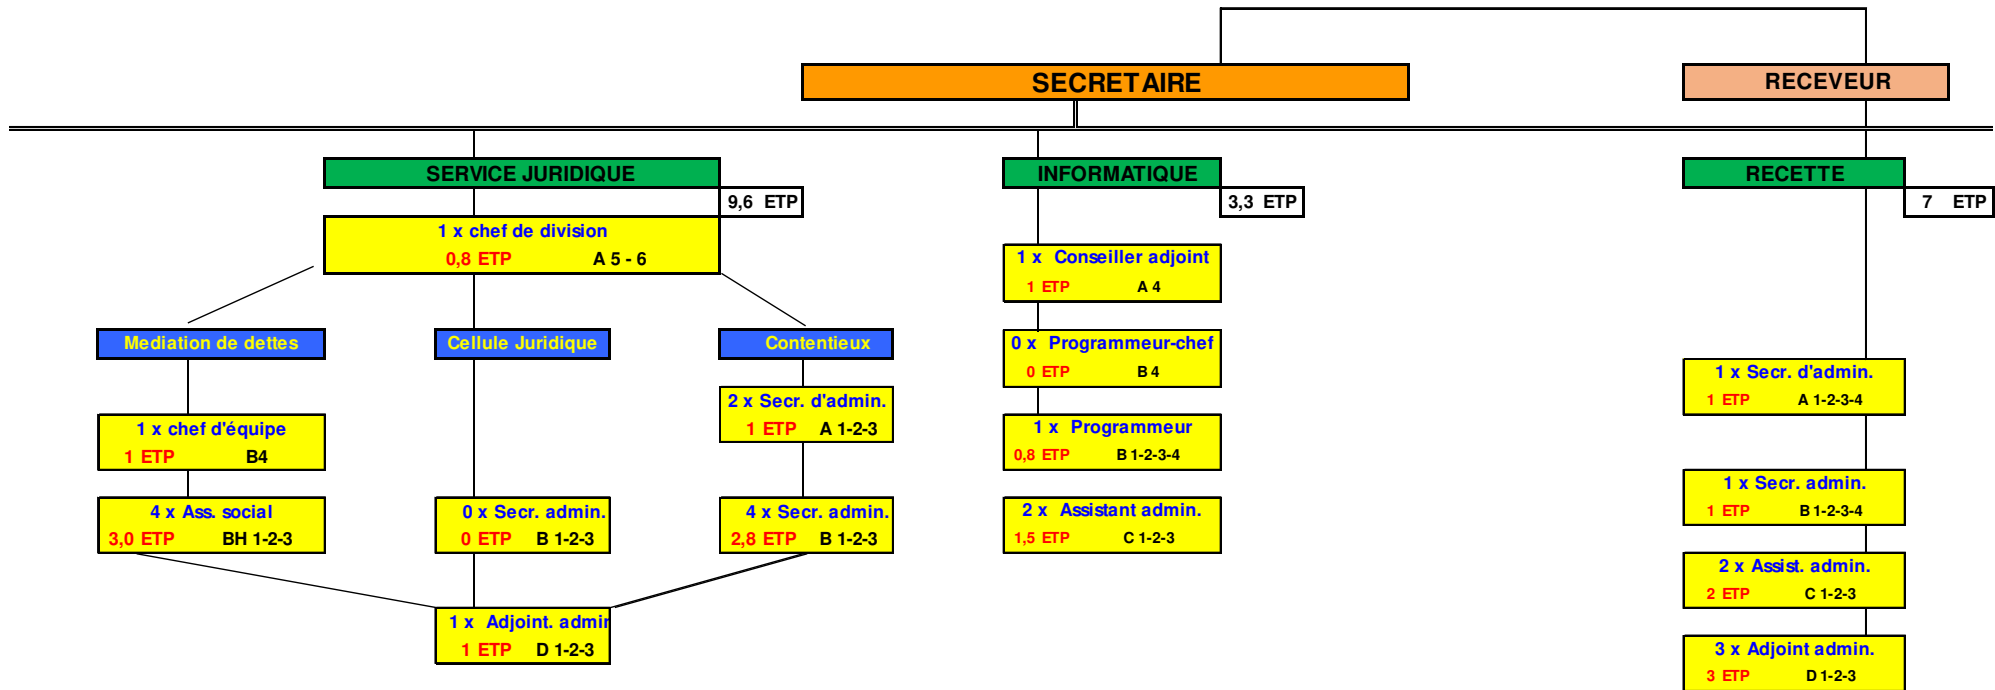 SECRETAIRE
RECEVEUR
SERVICE JURIDIQUE
9,6 ETP
1 x chef de division
0,8 ETP A 5 - 6
Mediation de dettes
1 x chef d'équipe
1 ETP B4
4 x Ass. social
3,0 ETP BH 1-2-3
Cellule Juridique
0 x Secr. admin.
0 ETP B 1-2-3
Contentieux
2 x Secr. d'admin.
1 ETP A 1-2-3
4 x Secr. admin.
2,8 ETP B 1-2-3
1 x Adjoint. admin
1 ETP D 1-2-3
INFORMATIQUE
3,3 ETP
1 x Conseiller adjoint
1 ETP A 4
0 x Programmeur-chef
0 ETP B 4
1 x Programmeur
0,8 ETP B 1-2-3-4
2 x Assistant admin.
1,5 ETP C 1-2-3
RECETTE
7 ETP
1 x Secr. d'admin.
1 ETP A 1-2-3-4
1 x Secr. admin.
1 ETP B 1-2-3-4
2 x Assist. admin.
2 ETP C 1-2-3
3 x Adjoint admin.
3 ETP D 1-2-3